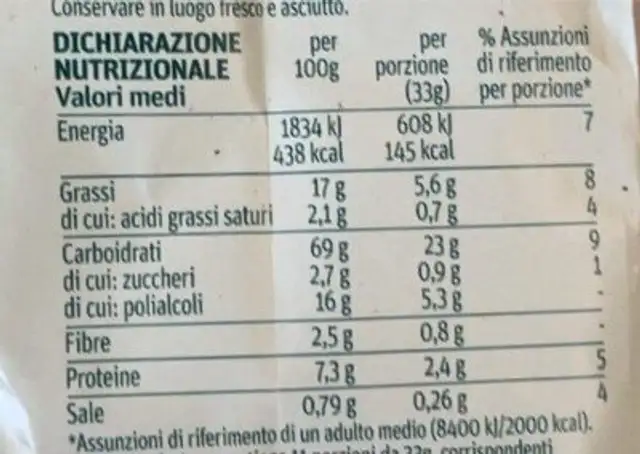 Conservare in luogo fresco e asciutto.
DICHIARAZIONE per per % Assunzioni
NUTRIZIONALE 100g porzione di riferimento
Valori medi (33g) per porzione*
Energia 1834 kJ 608 kJ 7
438 kcal 145 kcal
Grassi 17 g 5,6 g 8
di cui: acidi grassi saturi 2,1 g 0,7 g 4
Carboidrati 69 g 23 g 9
di cui: zuccheri 2,7 g 0,9 g 1
di cui: polialcoli 16 g 5,3 g -
Fibre 2,5 g 0,8 g -
Proteine 7,3 g 2,4 g 5
Sale 0,79 g 0,26 g 4
*Assunzioni di riferimento di un adulto medio (8400 kJ/2000 kcal).
porzioni da 33g, corrispondenti